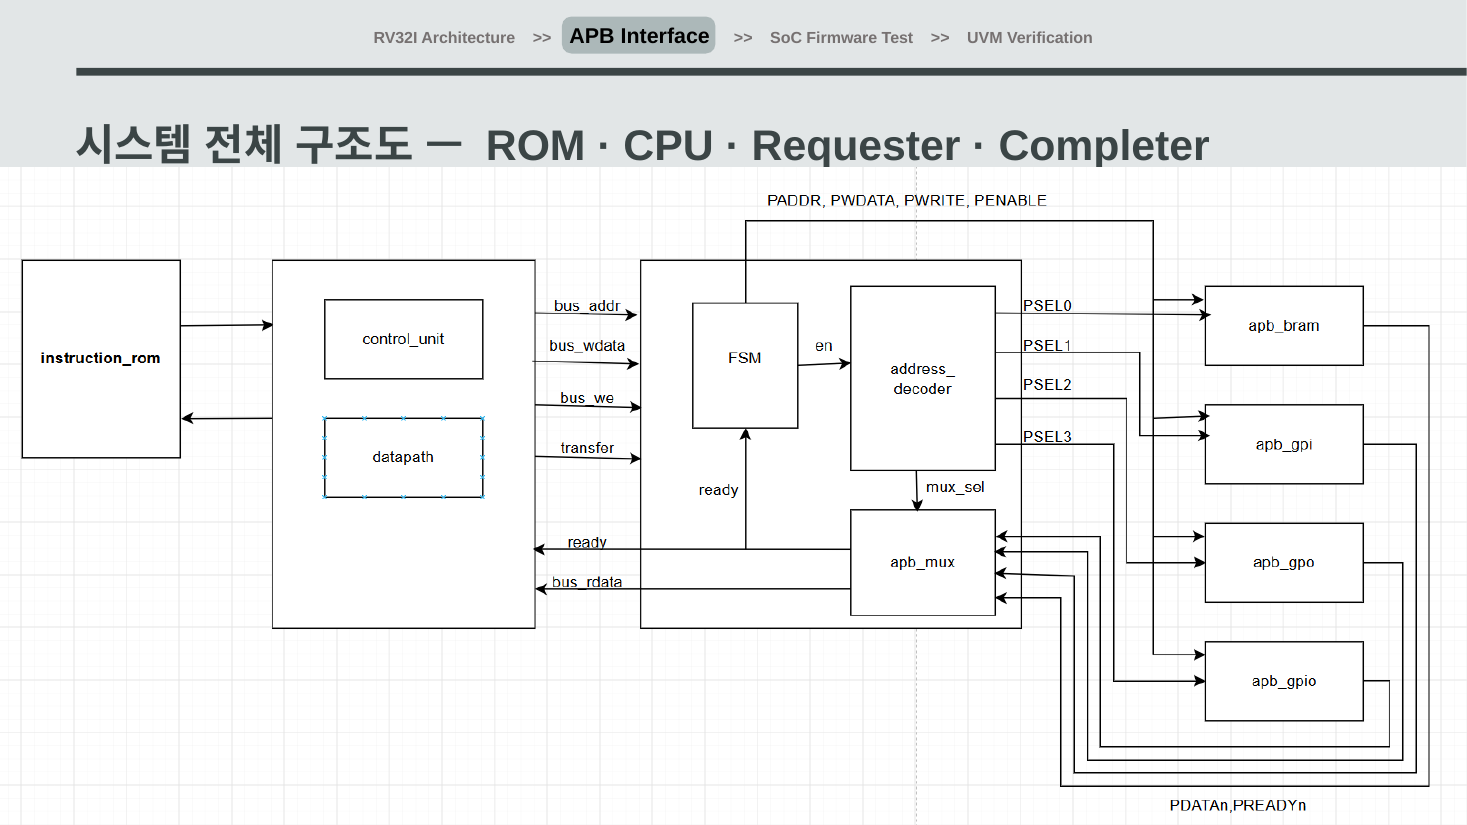 RV32I Architecture >> APB Interface >> SoC Firmware Test >> UVM Verification
시스템 전체 구조도 ㅡ ROM · CPU · Requester · Completer
PADDR, PWDATA, PWRITE, PENABLE
instruction_rom
control_unit
datapath
bus_addr
bus_wdata
bus_we
transfer
ready
bus_rdata
FSM
en
ready
address_
decoder
mux_sel
apb_mux
PSEL0
PSEL1
PSEL2
PSEL3
apb_bram
apb_gpi
apb_gpo
apb_gpio
PDATAn,PREADYn